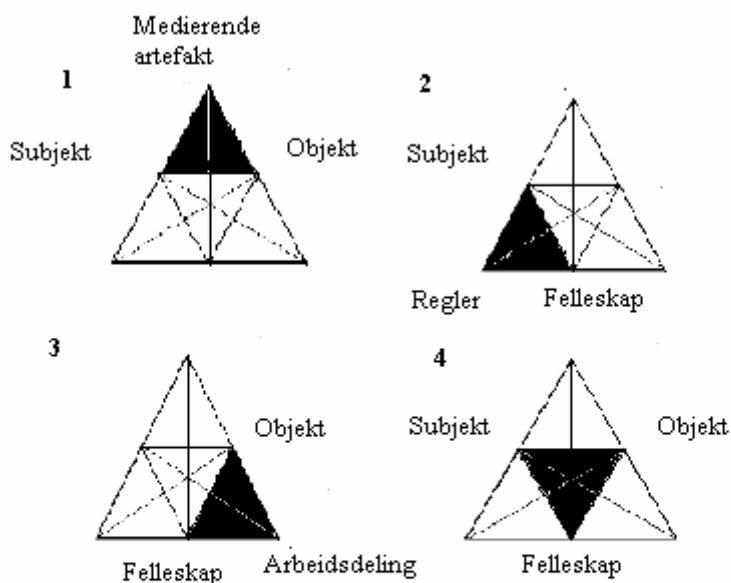 Medierende
artefakt
1
2
Subjekt
Objekt
Subjekt
Regler
Felleskap
3
4
Objekt
Subjekt
Objekt
Felleskap
Arbeidsdeling
Felleskap